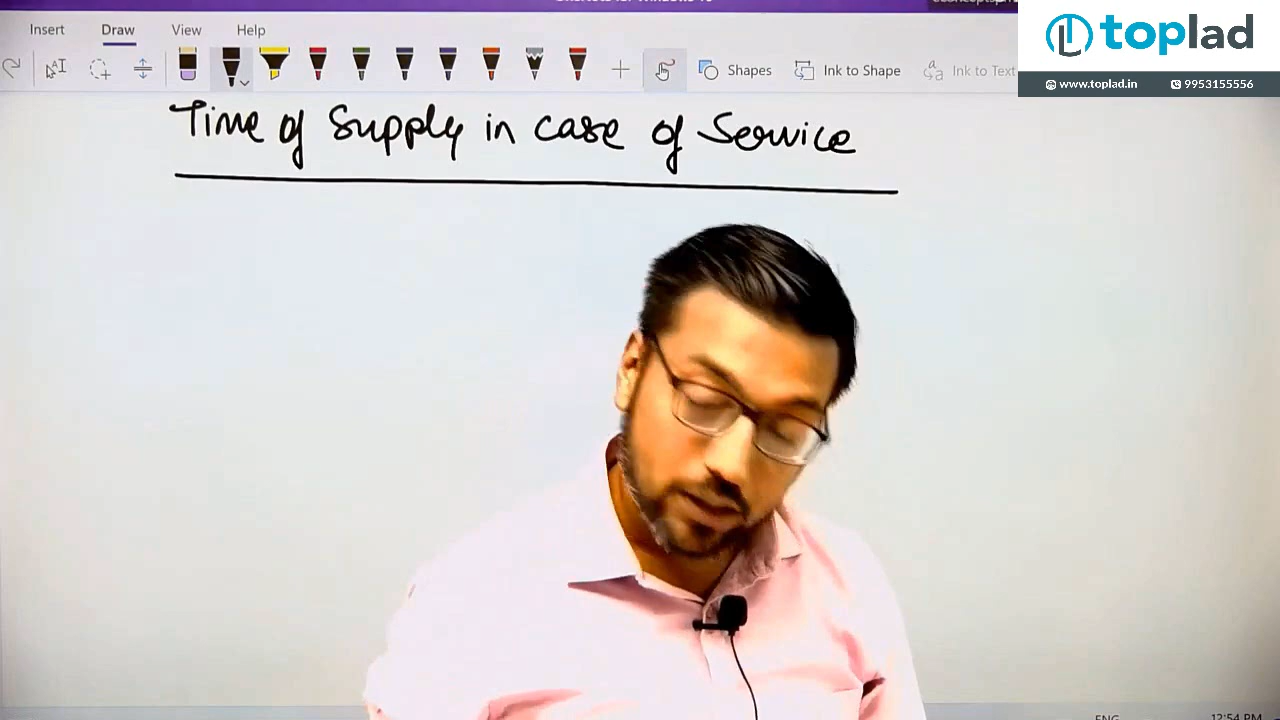 Insert Draw View Help
toplad
Shapes Ink to Shape Ink to Text
www.toplad.in 9953155556
Time of Supply in case of Service
ENG 12:54 PM